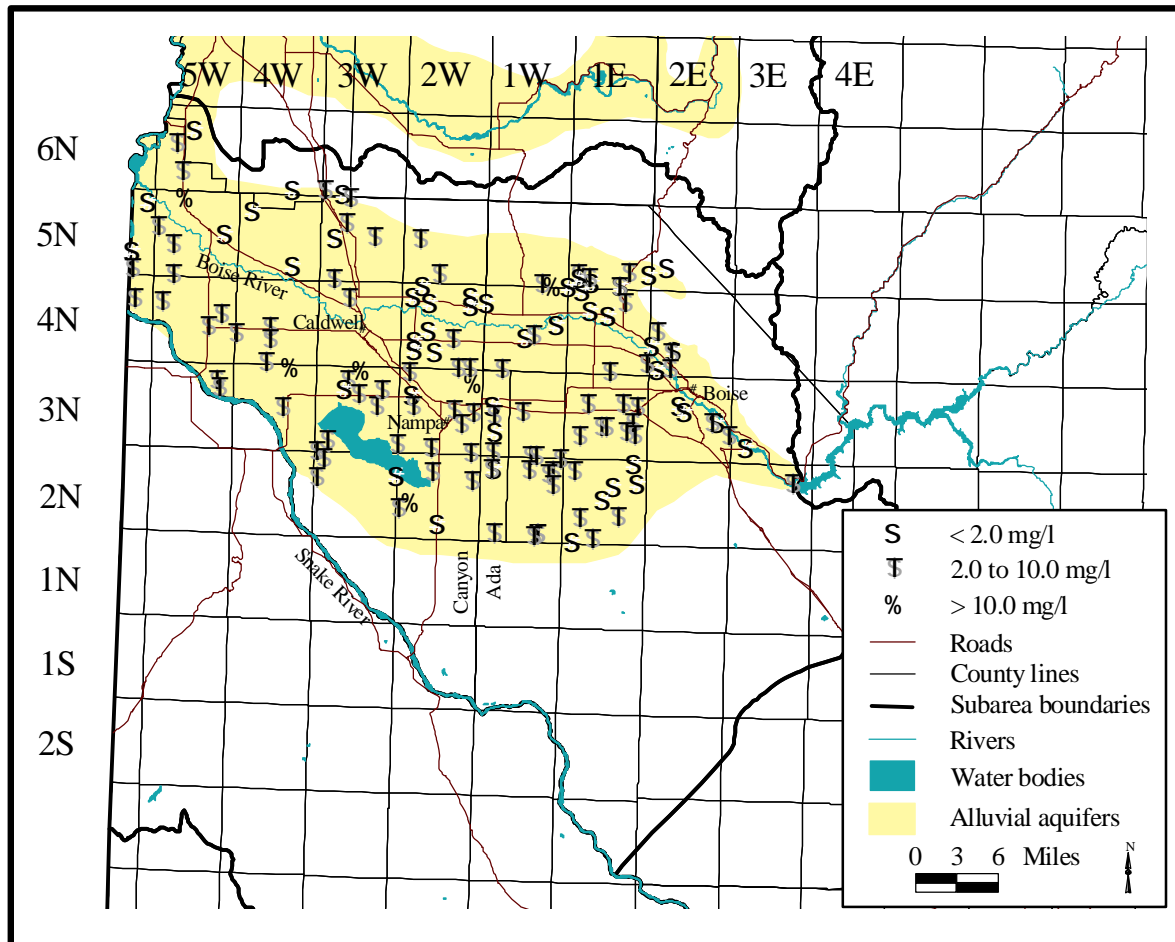 5W 4W 3W 2W 1W 1E 2E 3E 4E
6N
5N
4N
3N
2N
1N
1S
2S
Boise River
Caldwell
Boise
Nampa
Snake River
Canyon
Ada
S < 2.0 mg/l
T 2.0 to 10.0 mg/l
% > 10.0 mg/l
Roads
County lines
Subarea boundaries
Rivers
Water bodies
Alluvial aquifers
0 3 6 Miles
N